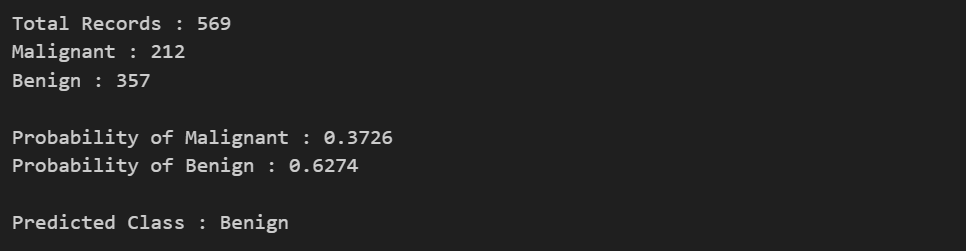 Total Records : 569
Malignant : 212
Benign : 357
Probability of Malignant : 0.3726
Probability of Benign : 0.6274
Predicted Class : Benign